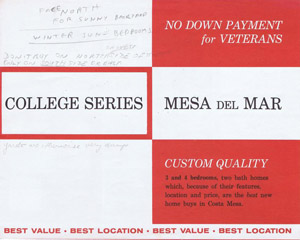 FACE NORTH
FOR SUNNY BACKYARD
NO DOWN PAYMENT
for VETERANS
WINTER SUNS BEDROOMS
COLLEGE SERIES
MESA DEL MAR
CUSTOM QUALITY
3 and 4 bedrooms, two bath homes
which, because of their features,
location and price, are the best new
home buys in Costa Mesa.
BEST VALUE • BEST LOCATION • BEST VALUE • BEST LOCATION